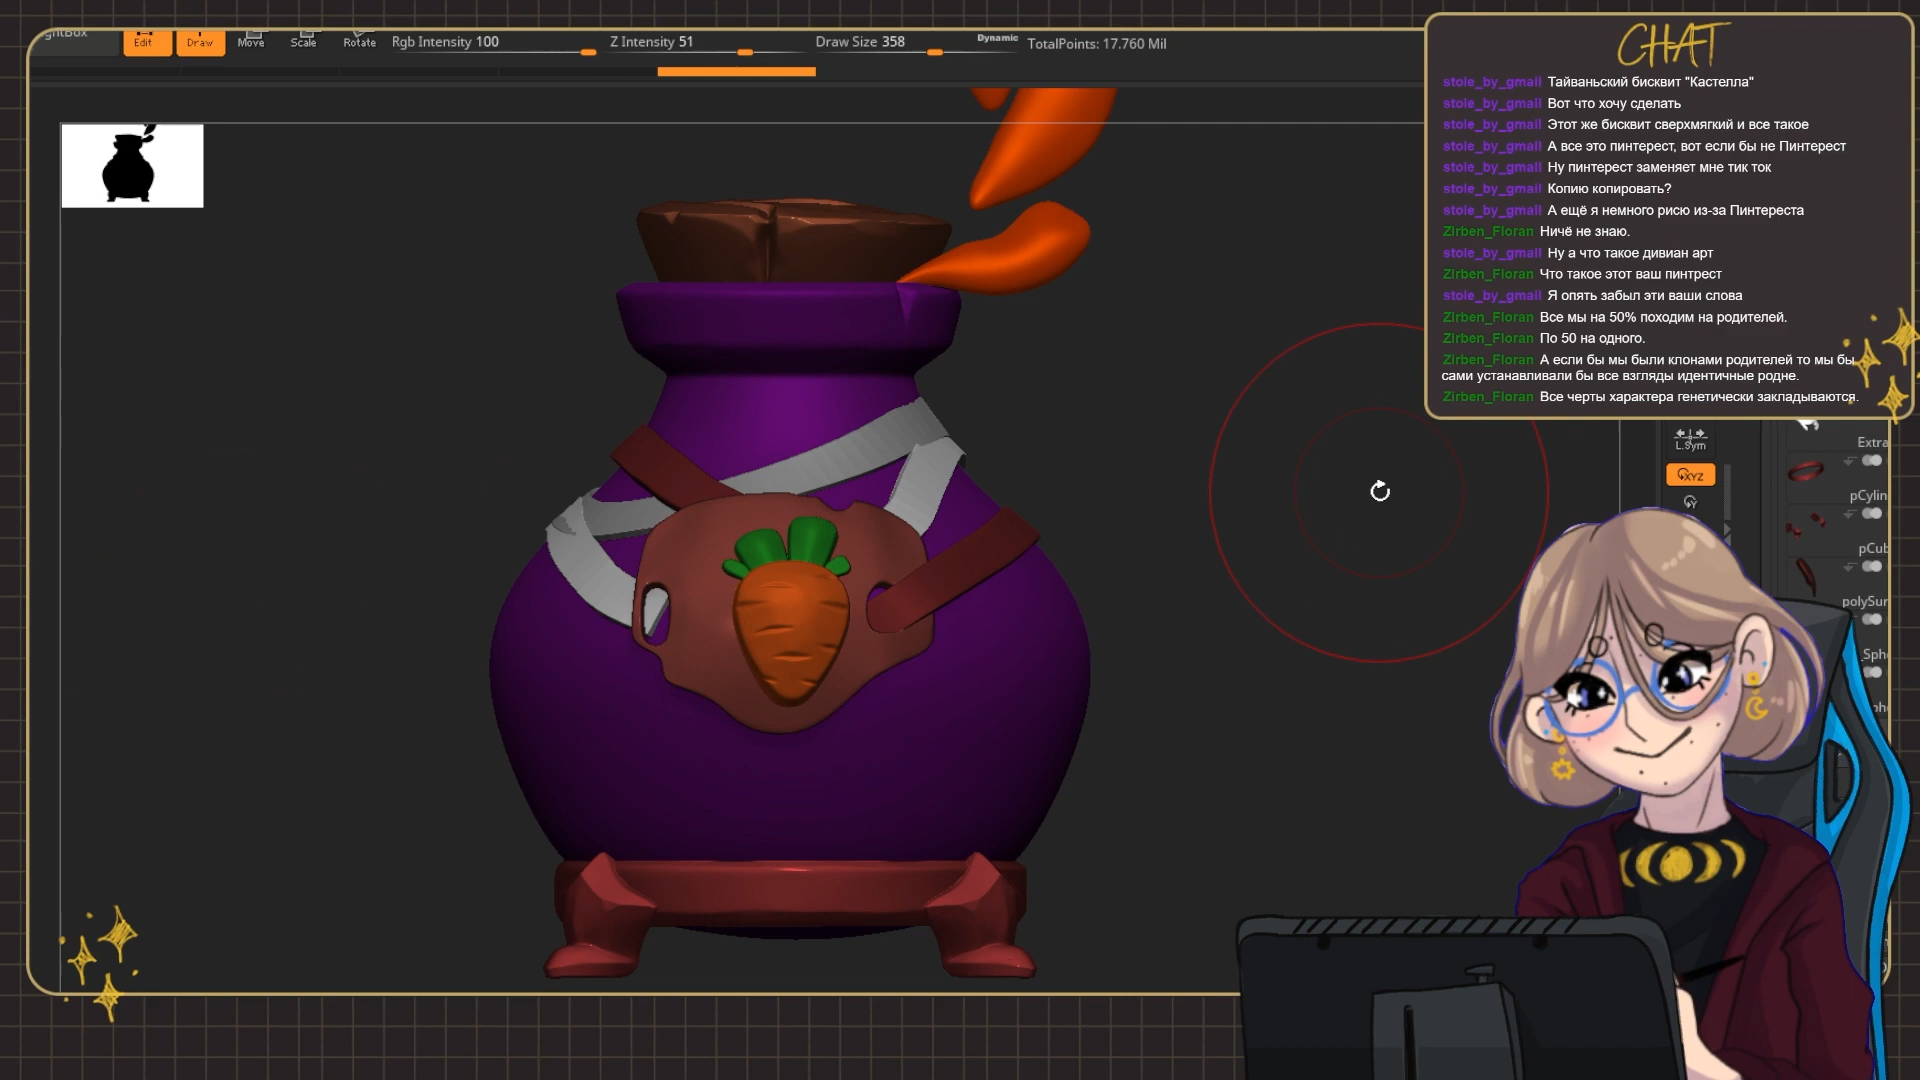 Edit
Draw
Move
Scale
Rotate
Rgb Intensity 100
Z Intensity 51
Draw Size 358
Dynamic
TotalPoints: 17.760 Mil
CHAT
stole_by_gmail Тайваньский бисквит "Кастелла"
stole_by_gmail Вот что хочу сделать
stole_by_gmail Этот же бисквит сверхмягкий и все такое
stole_by_gmail А все это пинтерест, вот если бы не Пинтерест
stole_by_gmail Ну пинтерест заменяет мне тик ток
stole_by_gmail Копию копировать?
stole_by_gmail А ещё я немного рисю из-за Пинтереста
Zirben_Floran Ничё не знаю.
stole_by_gmail Ну а что такое дивиан арт
Zirben_Floran Что такое этот ваш пинтрест
stole_by_gmail Я опять забыл эти ваши слова
Zirben_Floran Все мы на 50% походим на родителей.
Zirben_Floran По 50 на одного.
Zirben_Floran А если бы мы были клонами родителей то мы бы
сами устанавливали бы все взгляды идентичные родне.
Zirben_Floran Все черты характера генетически закладываются.
L.Sym
XYZ
Extra
pCylin
pCub
polySur
Sph